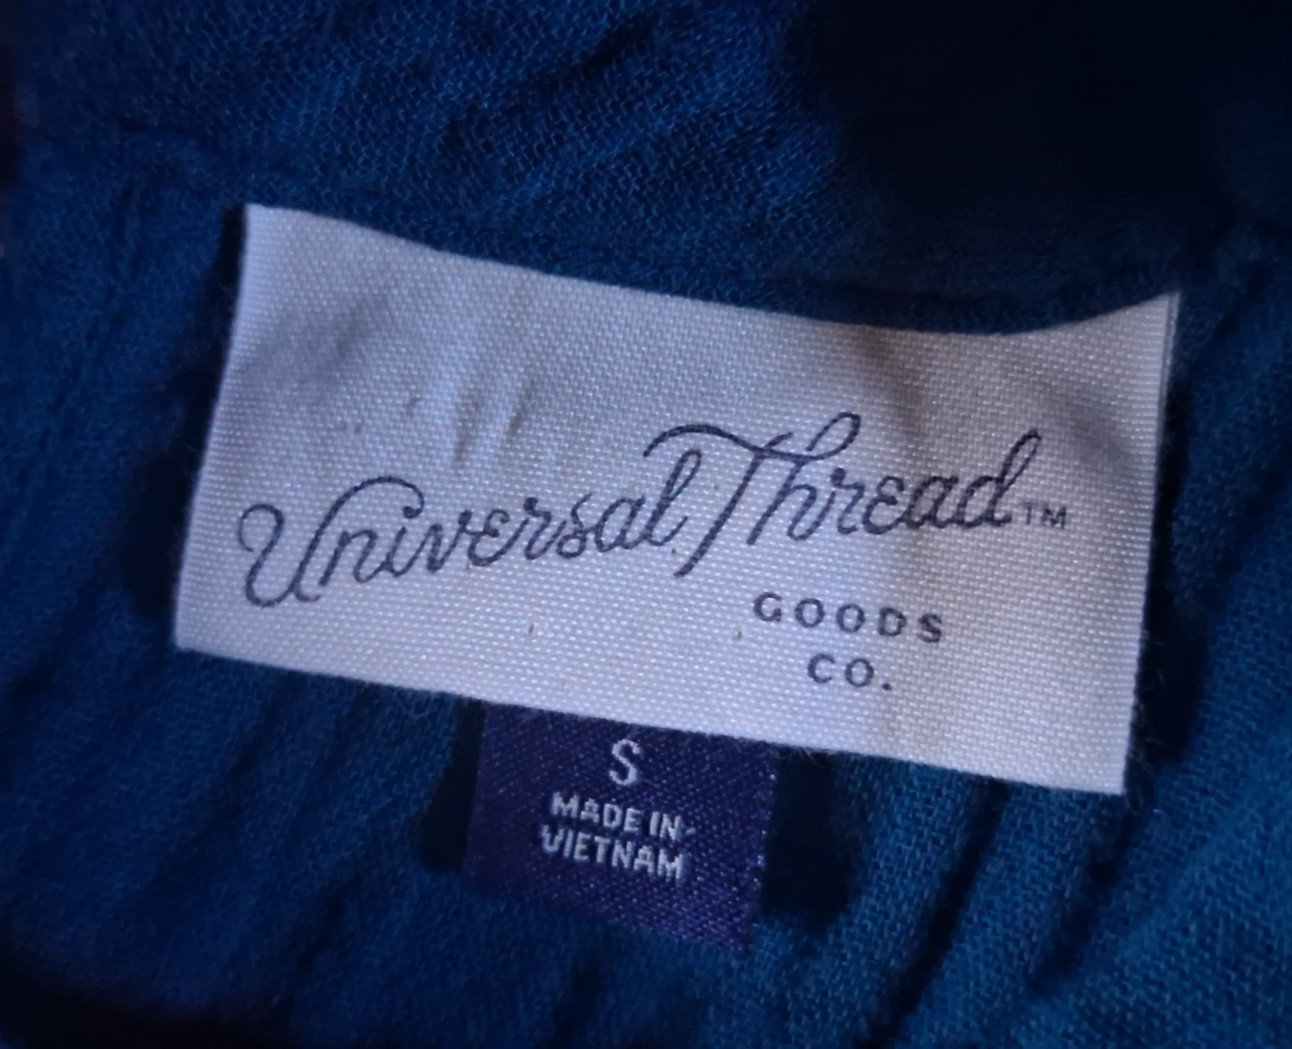 Universal Thread™
GOODS
CO.
S
MADE IN
VIETNAM